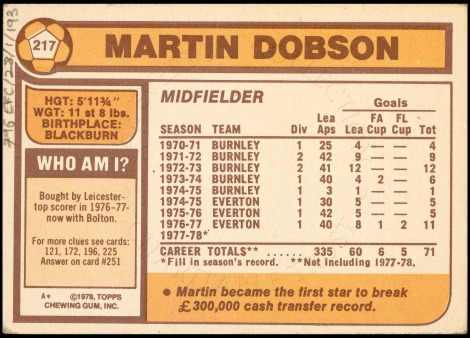 217
MARTIN DOBSON
HGT: 5'11¾"
WGT: 11 st 8 lbs.
BIRTHPLACE:
BLACKBURN
WHO AM I?
Bought by Leicester-
top scorer in 1976-77-
now with Bolton.
For more clues see cards:
121, 172, 196, 225
Answer on card #251
A* ©1978, TOPPS
CHEWING GUM, INC.
MIDFIELDER
Goals
Lea FA FL
SEASON TEAM Div Aps Lea Cup Cup Tot
1970-71 BURNLEY 1 25 4 — — 4
1971-72 BURNLEY 2 42 9 — — 9
1972-73 BURNLEY 2 41 12 — — 12
1973-74 BURNLEY 1 40 4 2 — 6
1974-75 BURNLEY 1 3 1 — — 1
1974-75 EVERTON 1 30 5 — — 5
1975-76 EVERTON 1 42 5 — — 5
1976-77 EVERTON 1 40 8 1 2 11
1977-78*
CAREER TOTALS** ...... 335 60 6 5 71
*Fill in season's record. **Not including 1977-78.
• Martin became the first star to break
£300,000 cash transfer record.